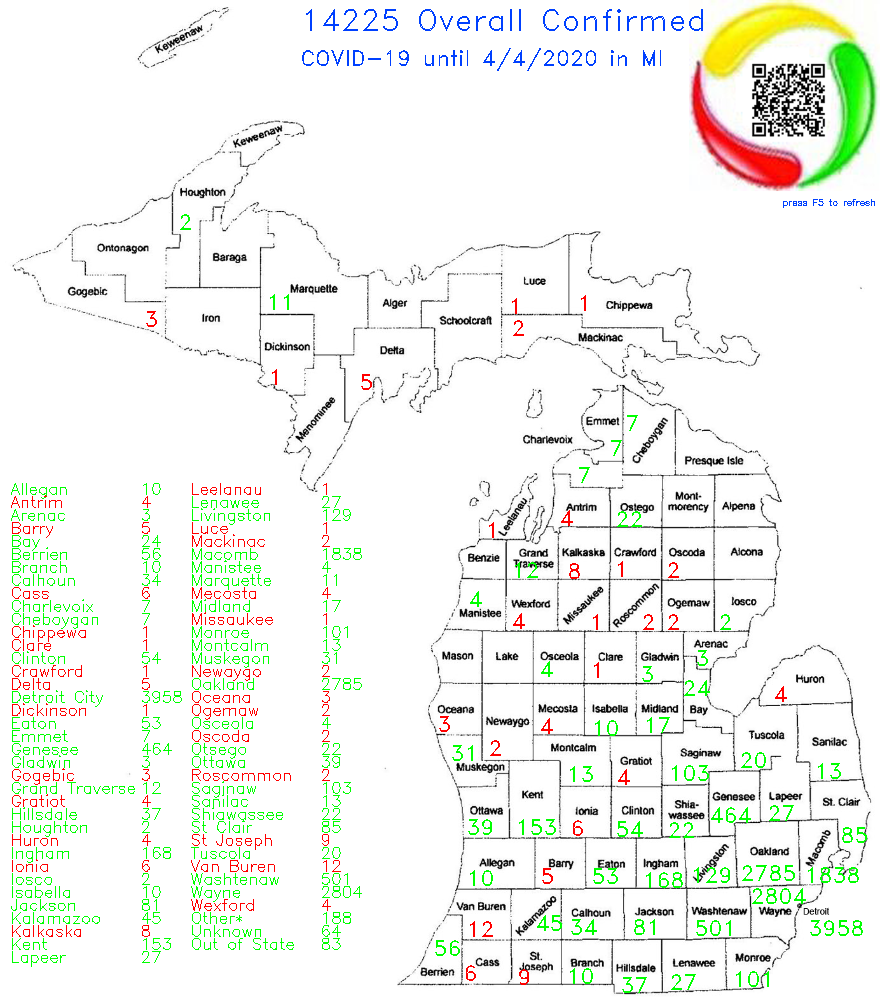 14225 Overall Confirmed
COVID-19 until 4/4/2020 in MI
press F5 to refresh
Keweenaw
Keweenaw
Houghton
2
Ontonagon
Baraga
Gogebic
3
Iron
Marquette
11
Dickinson
1
Menominee
Alger
Delta
5
Schoolcraft
Luce
1
Chippewa
1
Mackinac
2
Emmet
7
Cheboygan
7
Charlevoix
7
Presque Isle
Leelanau
1
Antrim
4
Ostego
22
Mont-
morency
Alpena
Benzie
Grand
Traverse
12
Kalkaska
8
Crawford
1
Oscoda
2
Alcona
Manistee
4
Wexford
4
Missaukee
1
Roscommon
2
Ogemaw
2
Iosco
2
Mason
Lake
Osceola
4
Clare
1
Gladwin
3
Arenac
3
Huron
4
Oceana
3
Newaygo
2
Mecosta
4
Isabella
10
Midland
17
Bay
24
Tuscola
20
Sanilac
13
Muskegon
31
Montcalm
13
Gratiot
4
Saginaw
103
Ottawa
39
Kent
153
Ionia
6
Clinton
54
Shia-
wassee
22
Genesee
464
Lapeer
27
St. Clair
85
Allegan
10
Barry
5
Eaton
53
Ingham
168
Livingston
129
Oakland
2785
Macomb
1838
Van Buren
12
Kalamazoo
45
Calhoun
34
Jackson
81
Washtenaw
501
Wayne
2804
Detroit
3958
Berrien
56
Cass
6
St.
Joseph
9
Branch
10
Hillsdale
37
Lenawee
27
Monroe
101
Allegan 10 Leelanau 1
Antrim 4 Lenawee 27
Arenac 3 Livingston 129
Barry 5 Luce 1
Bay 24 Mackinac 2
Berrien 56 Macomb 1838
Branch 10 Manistee 4
Calhoun 34 Marquette 11
Cass 6 Mecosta 4
Charlevoix 7 Midland 17
Cheboygan 7 Missaukee 1
Chippewa 1 Monroe 101
Clare 1 Montcalm 13
Clinton 54 Muskegon 31
Crawford 1 Newaygo 2
Delta 5 Oakland 2785
Detroit City 3958 Oceana 3
Dickinson 1 Ogemaw 2
Eaton 53 Osceola 4
Emmet 7 Oscoda 2
Genesee 464 Otsego 22
Gladwin 3 Ottawa 39
Gogebic 3 Roscommon 2
Grand Traverse 12 Saginaw 103
Gratiot 4 Sanilac 13
Hillsdale 37 Shiawassee 22
Houghton 2 St Clair 85
Huron 4 St Joseph 9
Ingham 168 Tuscola 20
Ionia 6 Van Buren 12
Iosco 2 Washtenaw 501
Isabella 10 Wayne 2804
Jackson 81 Wexford 4
Kalamazoo 45 Other* 188
Kalkaska 8 Unknown 64
Kent 153 Out of State 83
Lapeer 27